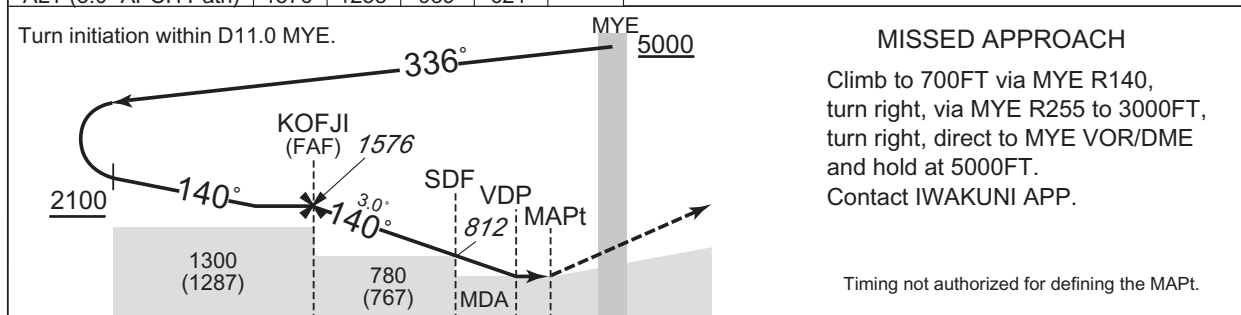 Turn initiation within D11.0 MYE.
MYE
5000
336°
KOFJI
(FAF)
1576
2100
140°
3.0°
140°
SDF
812
VDP
MAPt
1300
(1287)
780
(767)
MDA
MISSED APPROACH
Climb to 700FT via MYE R140,
turn right, via MYE R255 to 3000FT,
turn right, direct to MYE VOR/DME
and hold at 5000FT.
Contact IWAKUNI APP.
Timing not authorized for defining the MAPt.